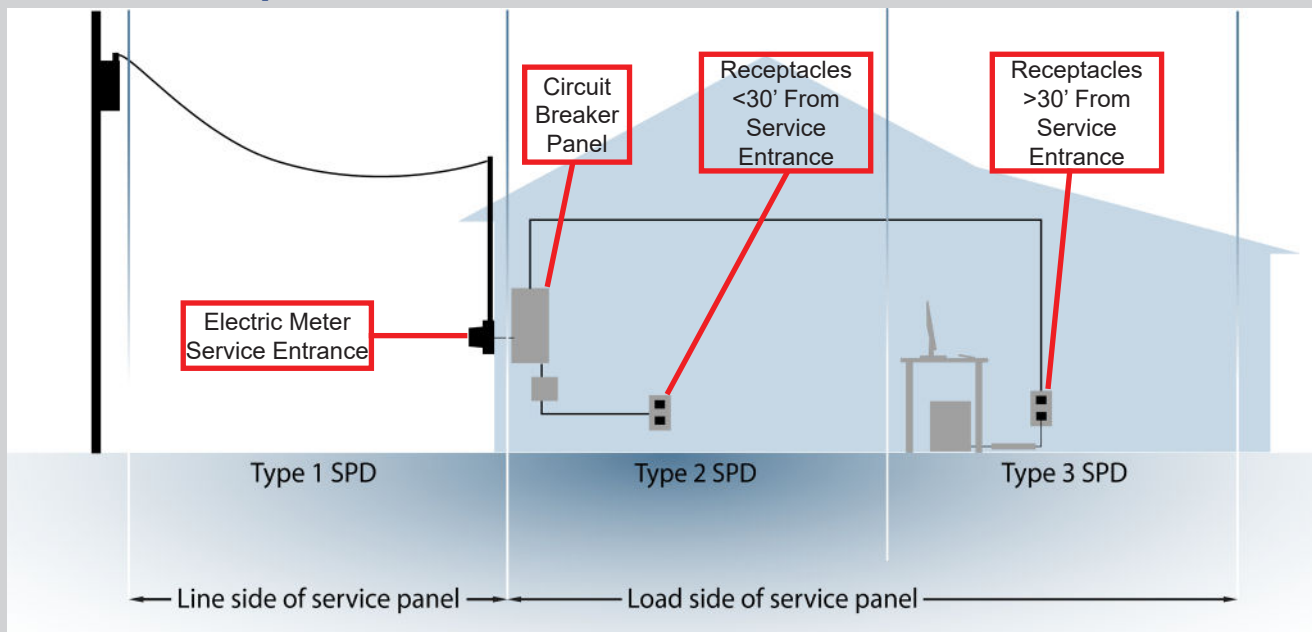 Circuit
Breaker
Panel
Receptacles
<30’ From
Service
Entrance
Receptacles
>30’ From
Service
Entrance
Electric Meter
Service Entrance
Type 1 SPD
Type 2 SPD
Type 3 SPD
Line side of service panel
Load side of service panel